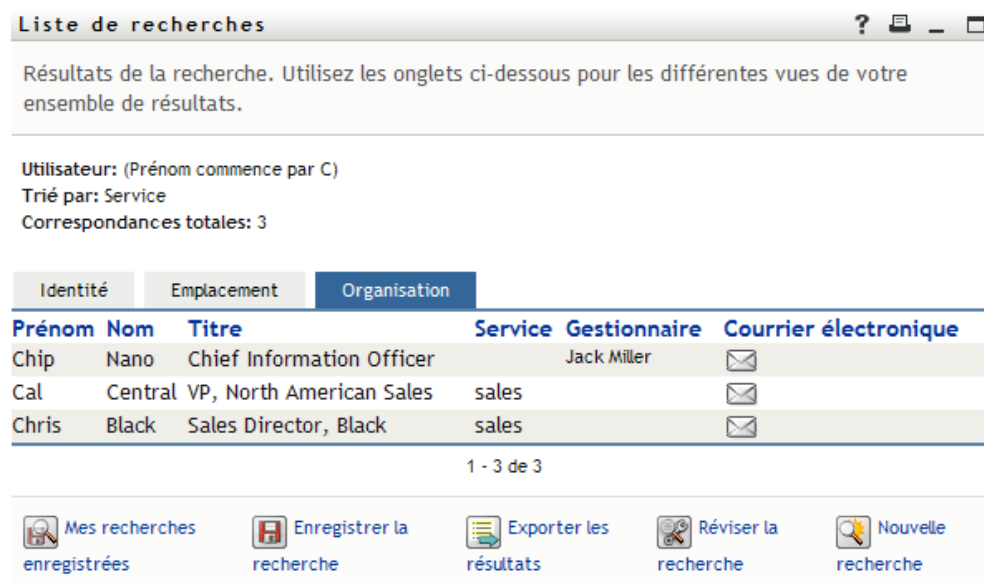 Liste de recherches ?
Résultats de la recherche. Utilisez les onglets ci-dessous pour les différentes vues de votre
ensemble de résultats.
Utilisateur: (Prénom commence par C)
Trié par: Service
Correspondances totales: 3
Identité Emplacement Organisation
Prénom Nom Titre Service Gestionnaire Courrier électronique
Chip Nano Chief Information Officer Jack Miller
Cal Central VP, North American Sales sales
Chris Black Sales Director, Black sales
1 - 3 de 3
Mes recherches Enregistrer la Exporter les Réviser la Nouvelle
enregistrées recherche résultats recherche recherche